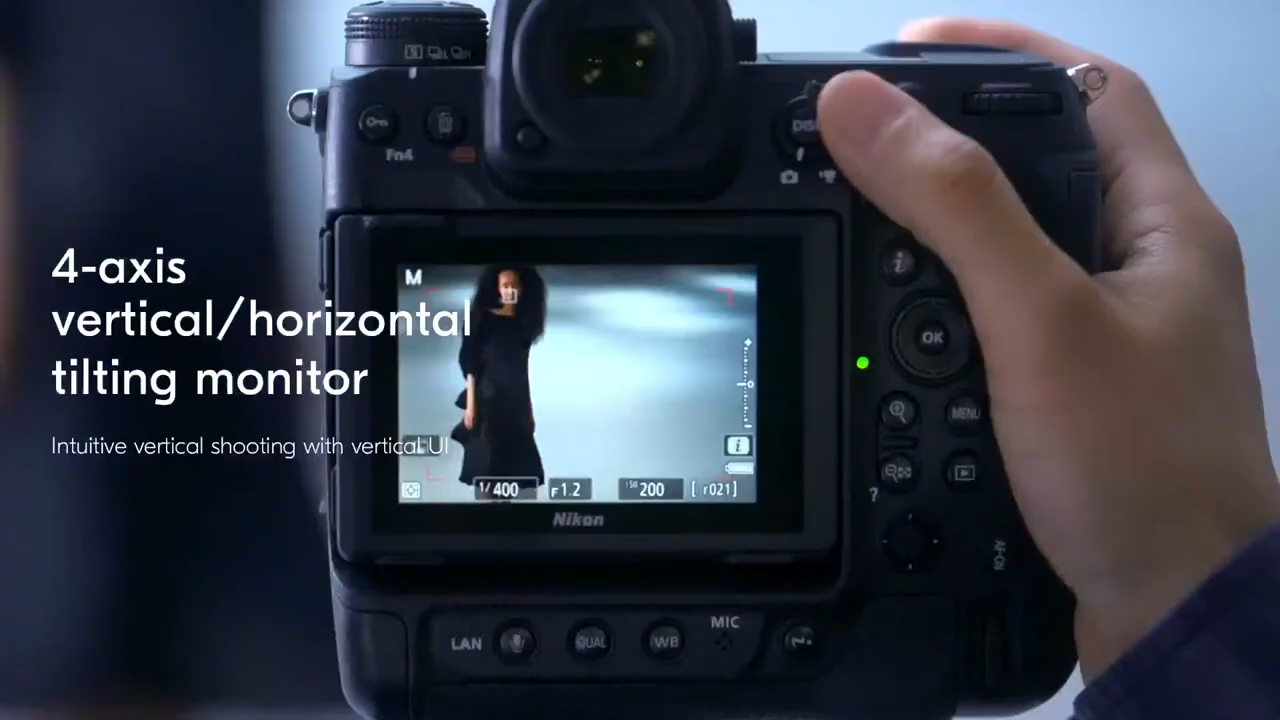 Fn4
DISP
M
4-axis
vertical/horizontal
tilting monitor
Intuitive vertical shooting with vertical UI
i
OK
MENU
i
1/400
F1.2
ISO 200
[ r021]
Nikon
?
AF-ON
LAN
QUAL
WB
MIC